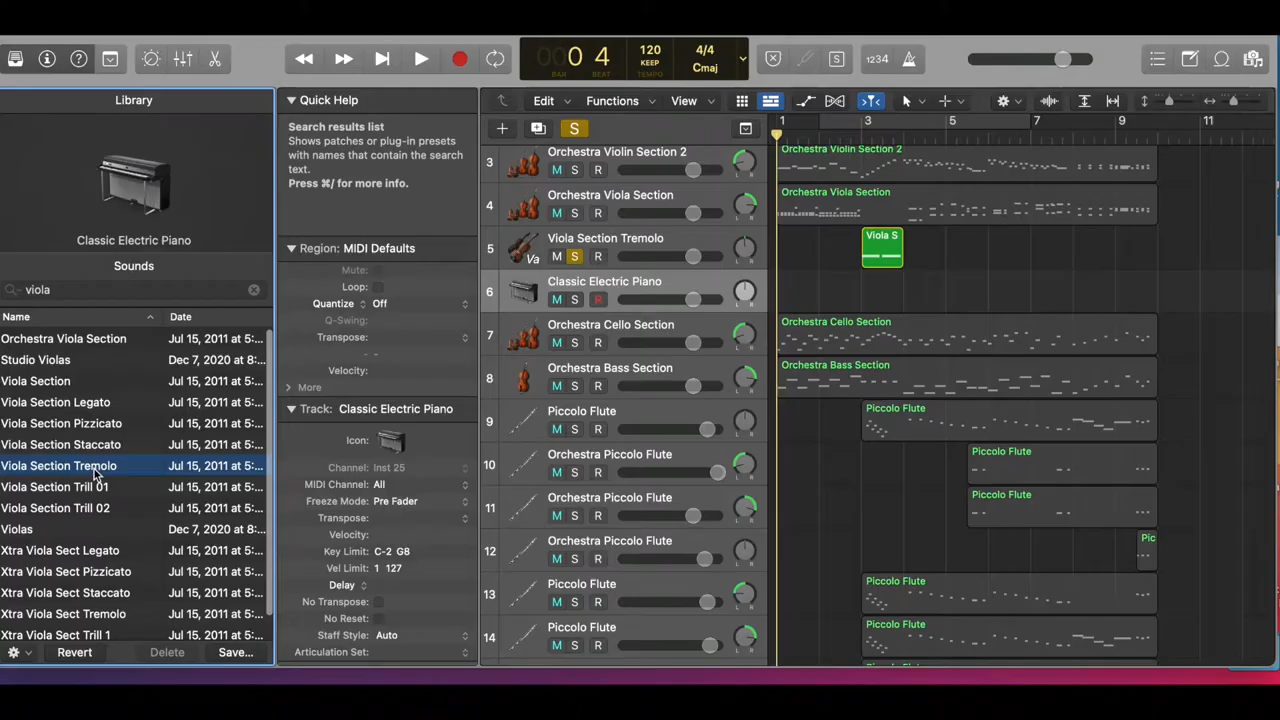 0 4
BAR BEAT
120
KEEP
TEMPO
4/4
Cmaj
S
1234
Library
Classic Electric Piano
Sounds
viola
Name Date
Orchestra Viola Section Jul 15, 2011 at 5:...
Studio Violas Dec 7, 2020 at 8:...
Viola Section Jul 15, 2011 at 5:...
Viola Section Legato Jul 15, 2011 at 5:...
Viola Section Pizzicato Jul 15, 2011 at 5:...
Viola Section Staccato Jul 15, 2011 at 5:...
Viola Section Tremolo Jul 15, 2011 at 5:...
Viola Section Trill 01 Jul 15, 2011 at 5:...
Viola Section Trill 02 Jul 15, 2011 at 5:...
Violas Dec 7, 2020 at 8:...
Xtra Viola Sect Legato Jul 15, 2011 at 5:...
Xtra Viola Sect Pizzicato Jul 15, 2011 at 5:...
Xtra Viola Sect Staccato Jul 15, 2011 at 5:...
Xtra Viola Sect Tremolo Jul 15, 2011 at 5:...
Xtra Viola Sect Trill 1 Jul 15, 2011 at 5:...
Revert Delete Save...
Quick Help
Search results list
Shows patches or plug-in presets
with names that contain the search
text.
Press ⌘/ for more info.
Region: MIDI Defaults
Mute:
Loop:
Quantize Off
Q-Swing:
Transpose:
Velocity:
More
Track: Classic Electric Piano
Icon:
Channel: Inst 25
MIDI Channel: All
Freeze Mode: Pre Fader
Transpose:
Velocity:
Key Limit: C-2 G8
Vel Limit: 1 127
Delay
No Transpose:
No Reset:
Staff Style: Auto
Articulation Set:
Edit Functions View
S
1 3 5 7 9 11
3 Orchestra Violin Section 2
M S R L R
4 Orchestra Viola Section
M S R L R
5 Viola Section Tremolo
Va M S R L R
6 Classic Electric Piano
M S R L R
7 Orchestra Cello Section
M S R L R
8 Orchestra Bass Section
M S R L R
9 Piccolo Flute
M S R L R
10 Orchestra Piccolo Flute
M S R L R
11 Orchestra Piccolo Flute
M S R L R
12 Orchestra Piccolo Flute
M S R L R
13 Piccolo Flute
M S R L R
14 Piccolo Flute
M S R L R
Orchestra Violin Section 2
Orchestra Viola Section
Viola S
Orchestra Cello Section
Orchestra Bass Section
Piccolo Flute
Piccolo Flute
Piccolo Flute
Pic
Piccolo Flute
Piccolo Flute